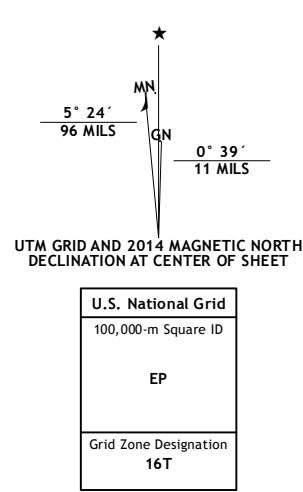 MN.
5° 24´
96 MILS
GN
0° 39´
11 MILS
UTM GRID AND 2014 MAGNETIC NORTH
DECLINATION AT CENTER OF SHEET
U.S. National Grid
100,000-m Square ID
EP
Grid Zone Designation
16T